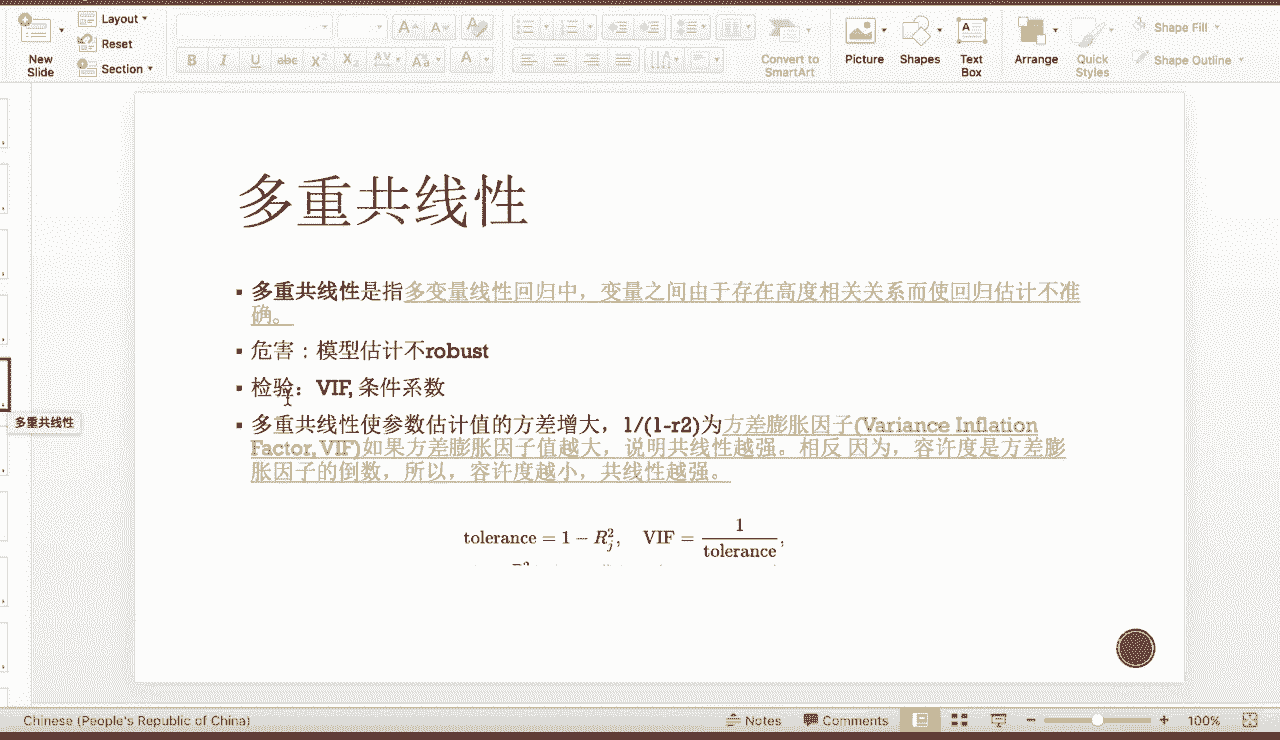 Layout
Reset
Section
New
Slide
B I U abc X² X₂ AV Aa A
A A A
Convert to
SmartArt
Picture
Shapes
Text
Box
Arrange
Quick
Styles
Shape Fill
Shape Outline
多重共线性
多重共线性是指多变量线性回归中，变量之间由于存在高度相关关系而使回归估计不准
确。
危害：模型估计不robust
检验：VIF, 条件系数
多重共线性使参数估计值的方差增大，1/(1-r2)为方差膨胀因子(Variance Inflation
Factor, VIF)如果方差膨胀因子值越大，说明共线性越强。相反 因为，容许度是方差膨
胀因子的倒数，所以，容许度越小，共线性越强。
tolerance = 1 − R²ⱼ, VIF = 1/tolerance,
多重共线性
Chinese (People's Republic of China)
Notes
Comments
100%